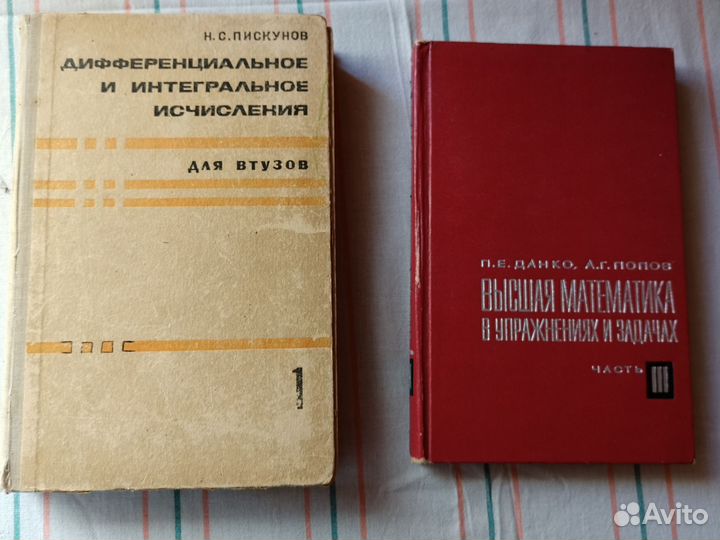 Н.С.ПИСКУНОВ
ДИФФЕРЕНЦИАЛЬНОЕ
И ИНТЕГРАЛЬНОЕ
ИСЧИСЛЕНИЯ
ДЛЯ ВТУЗОВ
1
П.Е.ДАНКО, А.Г.ПОПОВ
ВЫСШАЯ МАТЕМАТИКА
В УПРАЖНЕНИЯХ И ЗАДАЧАХ
ЧАСТЬ III
Avito